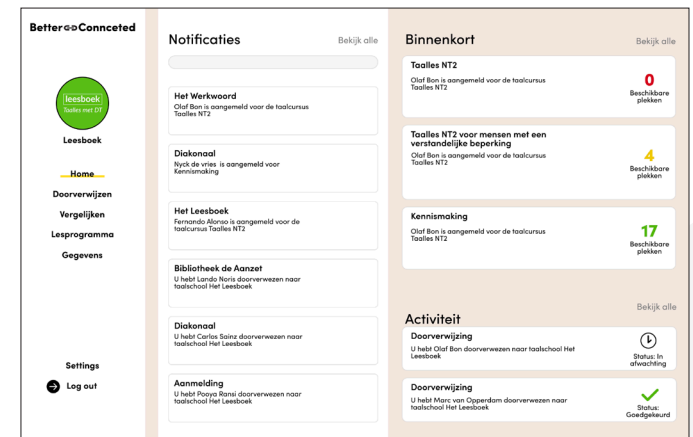 Better Connceted
leesboek
Taalles met DT
Leesboek
Home
Doorverwijzen
Vergelijken
Lesprogramma
Gegevens
Settings
Log out
Notificaties
Bekijk alle
Het Werkwoord
Olaf Bon is aangemeld voor de taalcursus
Taalles NT2
Diakonaal
Nyck de vries is aangemeld voor
Kennismaking
Het Leesboek
Fernando Alonso is aangemeld voor de
taalcursus Taalles NT2
Bibliotheek de Aanzet
U hebt Lando Noris doorverwezen naar
taalschool Het Leesboek
Diakonaal
U hebt Carlos Sainz doorverwezen naar
taalschool Het Leesboek
Aanmelding
U hebt Pooya Ransi doorverwezen naar
taalschool Het Leesboek
Binnenkort
Bekijk alle
Taalles NT2
Olaf Bon is aangemeld voor de taalcursus
Taalles NT2
0
Beschikbare
plekken
Taalles NT2 voor mensen met een
verstandelijke beperking
Olaf Bon is aangemeld voor de taalcursus
Taalles NT2
4
Beschikbare
plekken
Kennismaking
Olaf Bon is aangemeld voor de taalcursus
Taalles NT2
17
Beschikbare
plekken
Bekijk alle
Activiteit
Doorverwijzing
U hebt Olaf Bon doorverwezen naar taalschool Het
Leesboek
Status: In
afwachting
Doorverwijzing
U hebt Marc van Opperdam doorverwezen naar
taalschool Het Leesboek
Status:
Goedgekeurd